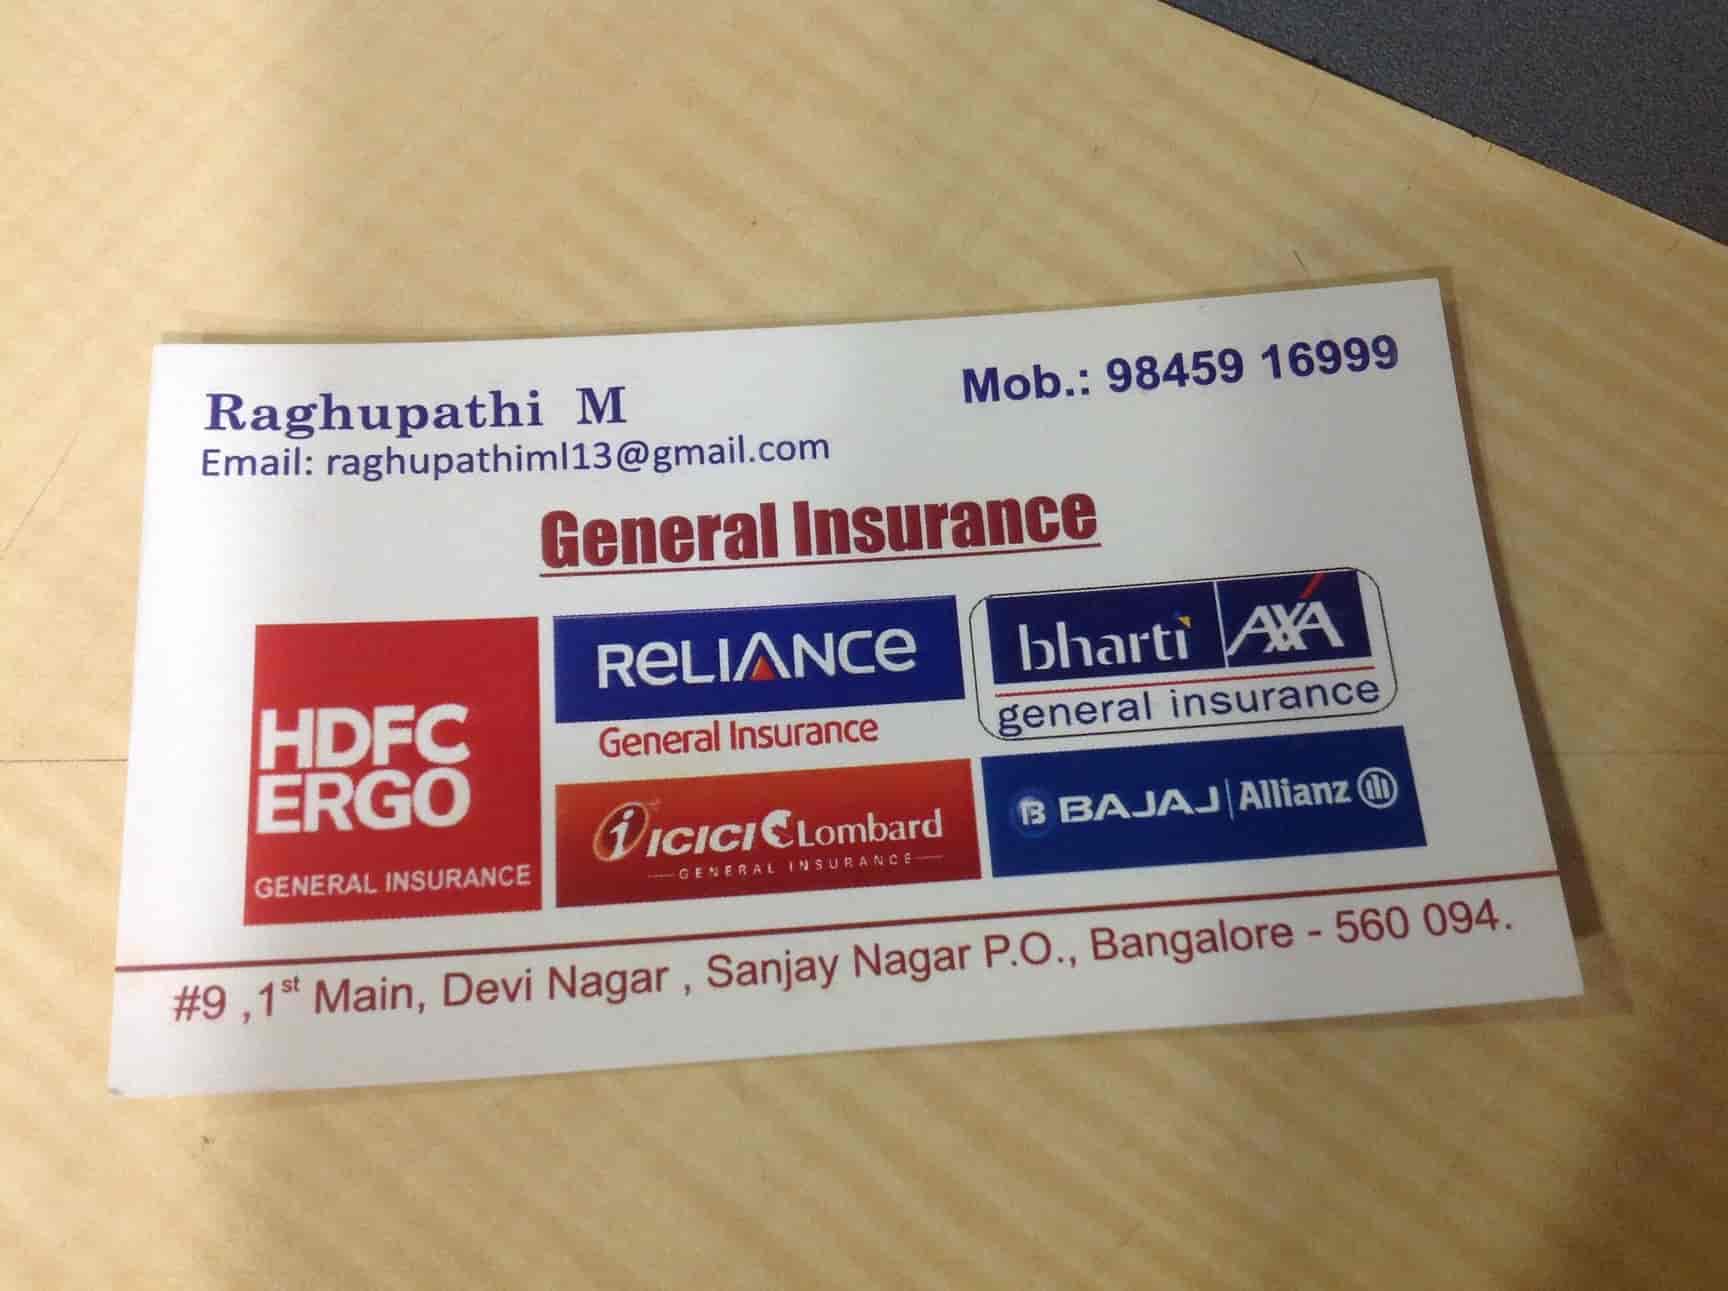 Raghupathi M
Mob.: 98459 16999
Email: raghupathiml13@gmail.com
General Insurance
HDFC
ERGO
GENERAL INSURANCE
RELIANCE
General Insurance
bharti AXA
general insurance
ICICI Lombard
GENERAL INSURANCE
B BAJAJ | Allianz
#9 ,1st Main, Devi Nagar , Sanjay Nagar P.O., Bangalore - 560 094.